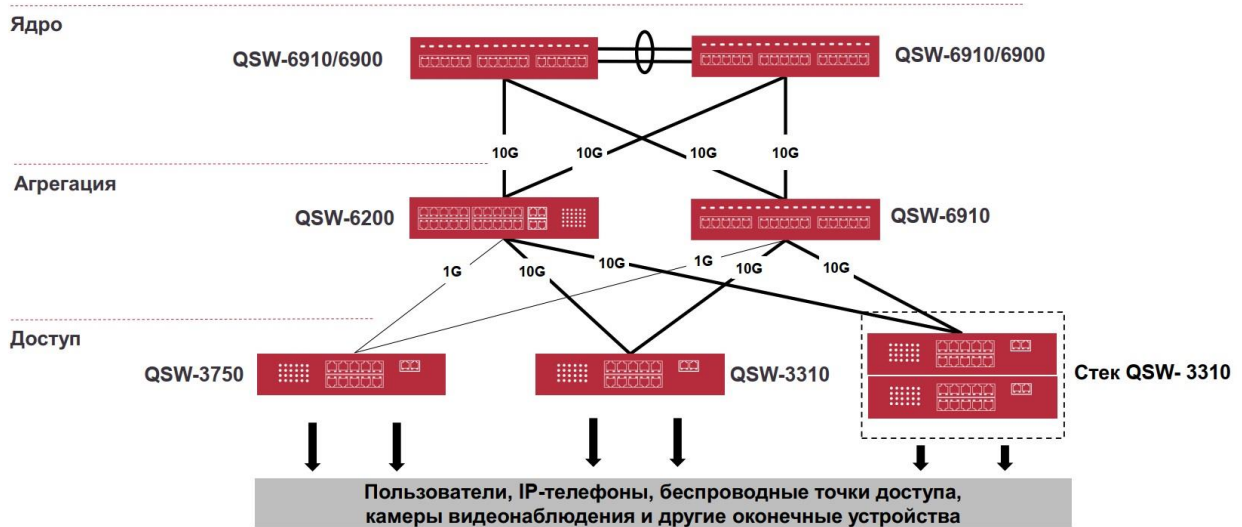 Ядро
QSW-6910/6900
QSW-6910/6900
10G
10G
10G
10G
Агрегация
QSW-6200
QSW-6910
1G
10G
10G
1G
10G
10G
Доступ
QSW-3750
QSW-3310
Стек QSW- 3310
Пользователи, IP-телефоны, беспроводные точки доступа,
камеры видеонаблюдения и другие оконечные устройства